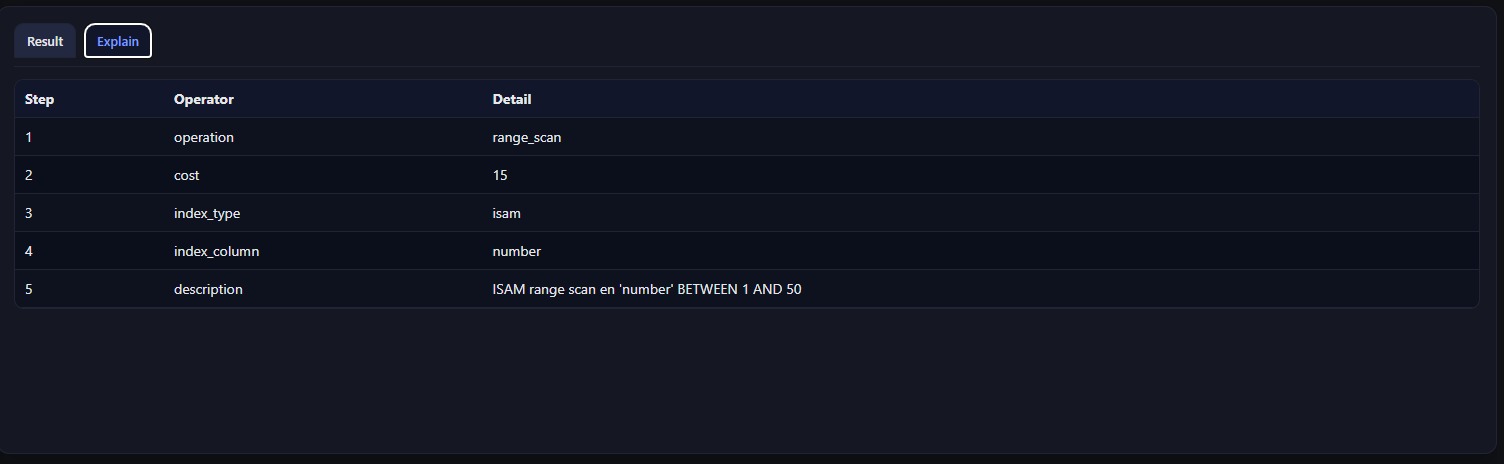 Result Explain
Step Operator Detail
1 operation range_scan
2 cost 15
3 index_type isam
4 index_column number
5 description ISAM range scan en 'number' BETWEEN 1 AND 50